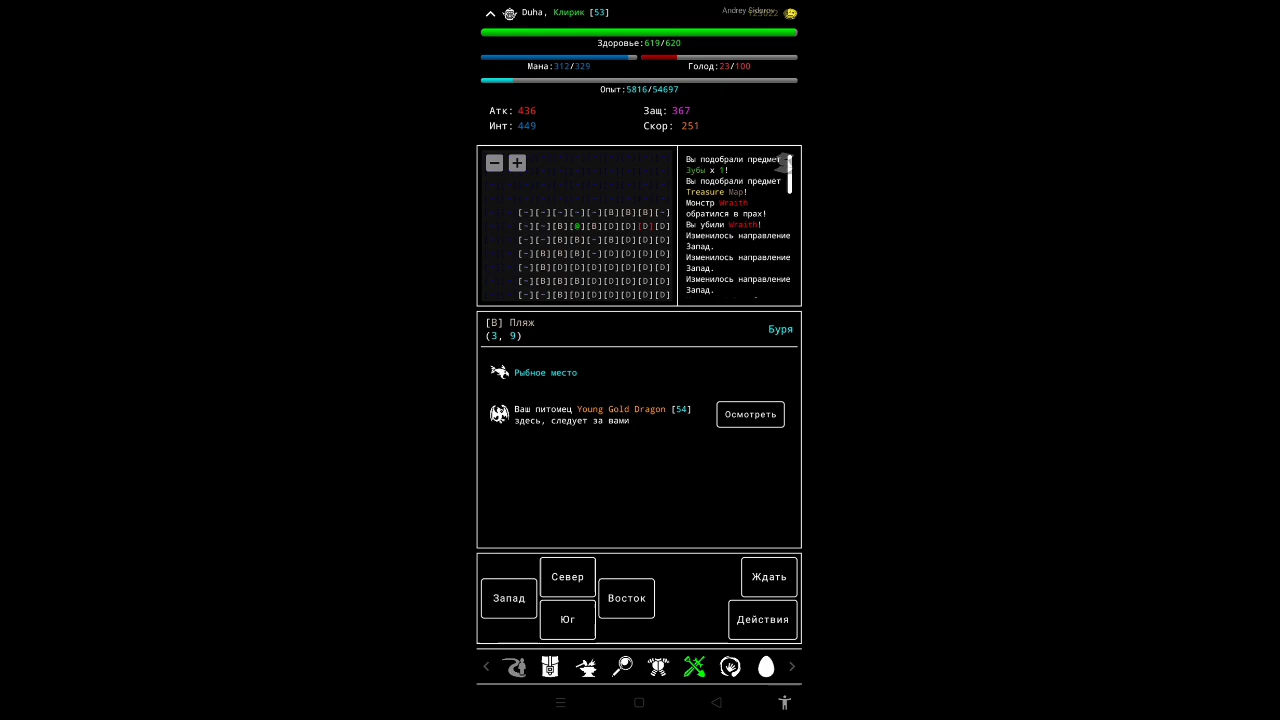 Duha, Клирик [53]
Andrey Sidorov
Здоровье:619/620
Мана:312/329
Голод:23/100
Опыт:5816/54697
Атк: 436
Защ: 367
Инт: 449
Скор: 251
− +
[~][~][~][~][~][B][B][B][~]
[~][~][B][@][B][D][D][D][D]
[~][~][B][B][~][B][D][D][D]
[~][B][B][B][D][D][D][D][D]
[~][B][D][D][D][D][D][D][D]
[~][B][B][B][D][D][D][D][D]
[~][~][B][D][D][D][D][D][D]
Вы подобрали предмет
Зубы x 1!
Вы подобрали предмет
Treasure Map!
Монстр Wraith
обратился в прах!
Вы убили Wraith!
Изменилось направление
Запад.
Изменилось направление
Запад.
Изменилось направление
Запад.
[B] Пляж
(3, 9)
Буря
Рыбное место
Ваш питомец Young Gold Dragon [54]
здесь, следует за вами
Осмотреть
Север
Ждать
Запад
Восток
Юг
Действия